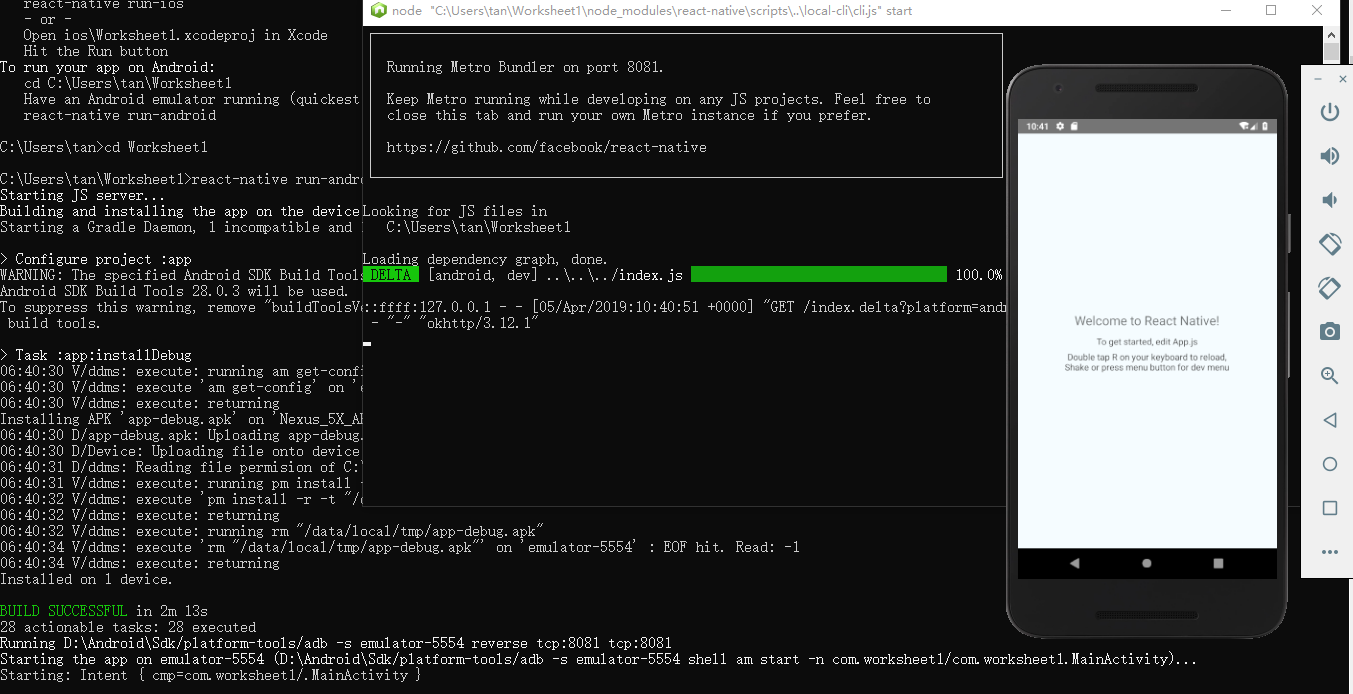 react-native run-ios
- or -
Open ios\Worksheet1.xcodeproj in Xcode
Hit the Run button
To run your app on Android:
cd C:\Users\tan\Worksheet1
Have an Android emulator running (quickest
react-native run-android
C:\Users\tan>cd Worksheet1
C:\Users\tan\Worksheet1>react-native run-andr
Starting JS server...
Building and installing the app on the device
Starting a Gradle Daemon, 1 incompatible and
> Configure project :app
WARNING: The specified Android SDK Build Tools
Android SDK Build Tools 28.0.3 will be used.
To suppress this warning, remove "buildToolsVe
build tools.
> Task :app:installDebug
06:40:30 V/ddms: execute: running am get-confi
06:40:30 V/ddms: execute 'am get-config' on 'e
06:40:30 V/ddms: execute: returning
Installing APK 'app-debug.apk' on 'Nexus_5X_AP
06:40:30 D/app-debug.apk: Uploading app-debug.
06:40:30 D/Device: Uploading file onto device
06:40:31 D/ddms: Reading file permision of C:\
06:40:31 V/ddms: execute: running pm install -
06:40:32 V/ddms: execute 'pm install -r -t "/d
06:40:32 V/ddms: execute: returning
06:40:32 V/ddms: execute: running rm "/data/local/tmp/app-debug.apk"
06:40:34 V/ddms: execute 'rm "/data/local/tmp/app-debug.apk"' on 'emulator-5554' : EOF hit. Read: -1
06:40:34 V/ddms: execute: returning
Installed on 1 device.
BUILD SUCCESSFUL in 2m 13s
28 actionable tasks: 28 executed
Running D:\Android\Sdk/platform-tools/adb -s emulator-5554 reverse tcp:8081 tcp:8081
Starting the app on emulator-5554 (D:\Android\Sdk/platform-tools/adb -s emulator-5554 shell am start -n com.worksheet1/com.worksheet1.MainActivity)...
Starting: Intent { cmp=com.worksheet1/.MainActivity }
node "C:\Users\tan\Worksheet1\node_modules\react-native\scripts\..\local-cli\cli.js" start
Running Metro Bundler on port 8081.
Keep Metro running while developing on any JS projects. Feel free to
close this tab and run your own Metro instance if you prefer.
https://github.com/facebook/react-native
Looking for JS files in
C:\Users\tan\Worksheet1
Loading dependency graph, done.
DELTA [android, dev] ..\..\../index.js 100.0%
::ffff:127.0.0.1 - - [05/Apr/2019:10:40:51 +0000] "GET /index.delta?platform=and
- "-" "okhttp/3.12.1"
10:41
Welcome to React Native!
To get started, edit App.js
Double tap R on your keyboard to reload,
Shake or press menu button for dev menu